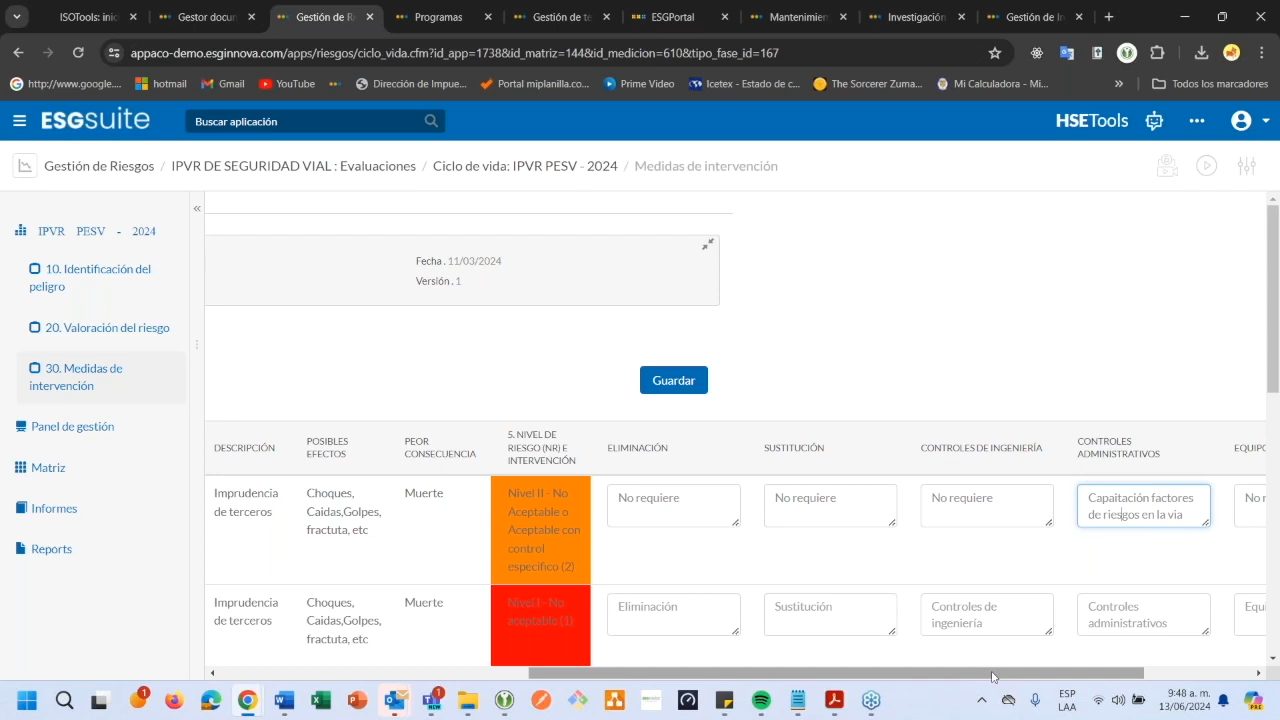 ISOTools: inic
Gestor docun
Gestión de Ri
Programas
Gestión de te
ESGPortal
Mantenimien
Investigación
Gestión de In
appaco-demo.esginnova.com/apps/riesgos/ciclo_vida.cfm?id_app=1738&id_matriz=144&id_medicion=610&tipo_fase_id=167
http://www.google....
hotmail
Gmail
YouTube
Dirección de Impue...
Portal miplanilla.co...
Prime Video
Icetex - Estado de c...
The Sorcerer Zuma...
Mi Calculadora - Mi...
»
Todos los marcadores
ESGsuite
Buscar aplicación
HSETools
Gestión de Riesgos / IPVR DE SEGURIDAD VIAL : Evaluaciones / Ciclo de vida: IPVR PESV - 2024 / Medidas de intervención
«
IPVR PESV - 2024
10. Identificación del
peligro
20. Valoración del riesgo
30. Medidas de
intervención
Panel de gestión
Matriz
Informes
Reports
Fecha . 11/03/2024
Versión . 1
Guardar
DESCRIPCIÓN
POSIBLES
EFECTOS
PEOR
CONSECUENCIA
5. NIVEL DE
RIESGO (NR) E
INTERVENCIÓN
ELIMINACIÓN
SUSTITUCIÓN
CONTROLES DE INGENIERÍA
CONTROLES
ADMINISTRATIVOS
EQUIPO
Imprudencia
de terceros
Choques,
Caidas,Golpes,
fractuta, etc
Muerte
Nivel II - No
Aceptable o
Aceptable con
control
especifico (2)
No requiere
No requiere
No requiere
Capaitación factores
de riesgos en la via
No r
Imprudencia
de terceros
Choques,
Caidas,Golpes,
fractuta, etc
Muerte
Nivel I - No
aceptable (1)
Eliminación
Sustitución
Controles de
ingeniería
Controles
administrativos
Equi
ESP
LAA
9:48 a. m.
13/06/2024